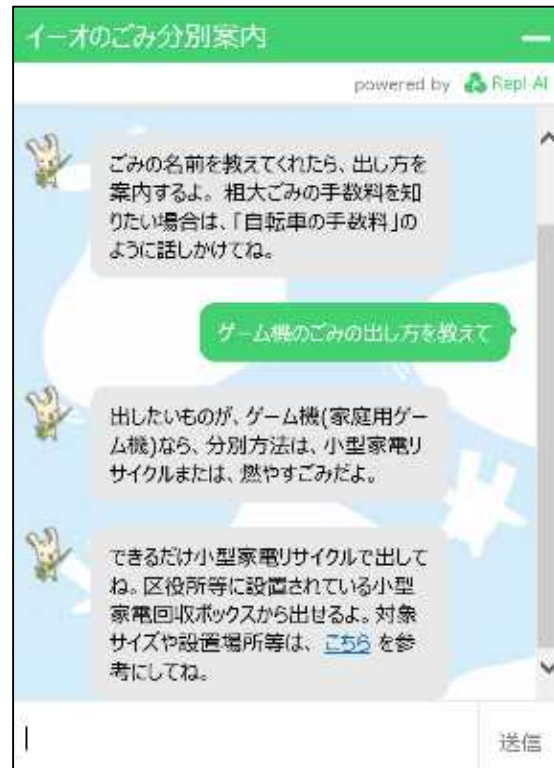 イーオのごみ分別案内
powered by Repl-AI
ごみの名前を教えてくれたら、出し方を
案内するよ。粗大ごみの手数料を知
りたい場合は、「自転車の手数料」の
ように話しかけてね。
ゲーム機のごみの出し方を教えて
出したいものが、ゲーム機(家庭用ゲー
ム機)なら、分別方法は、小型家電リ
サイクルまたは、燃やすごみだよ。
できるだけ小型家電リサイクルで出して
ね。区役所等に設置されている小型
家電回収ボックスから出せるよ。対象
サイズや設置場所等は、こちら を参
考にしてね。
送信